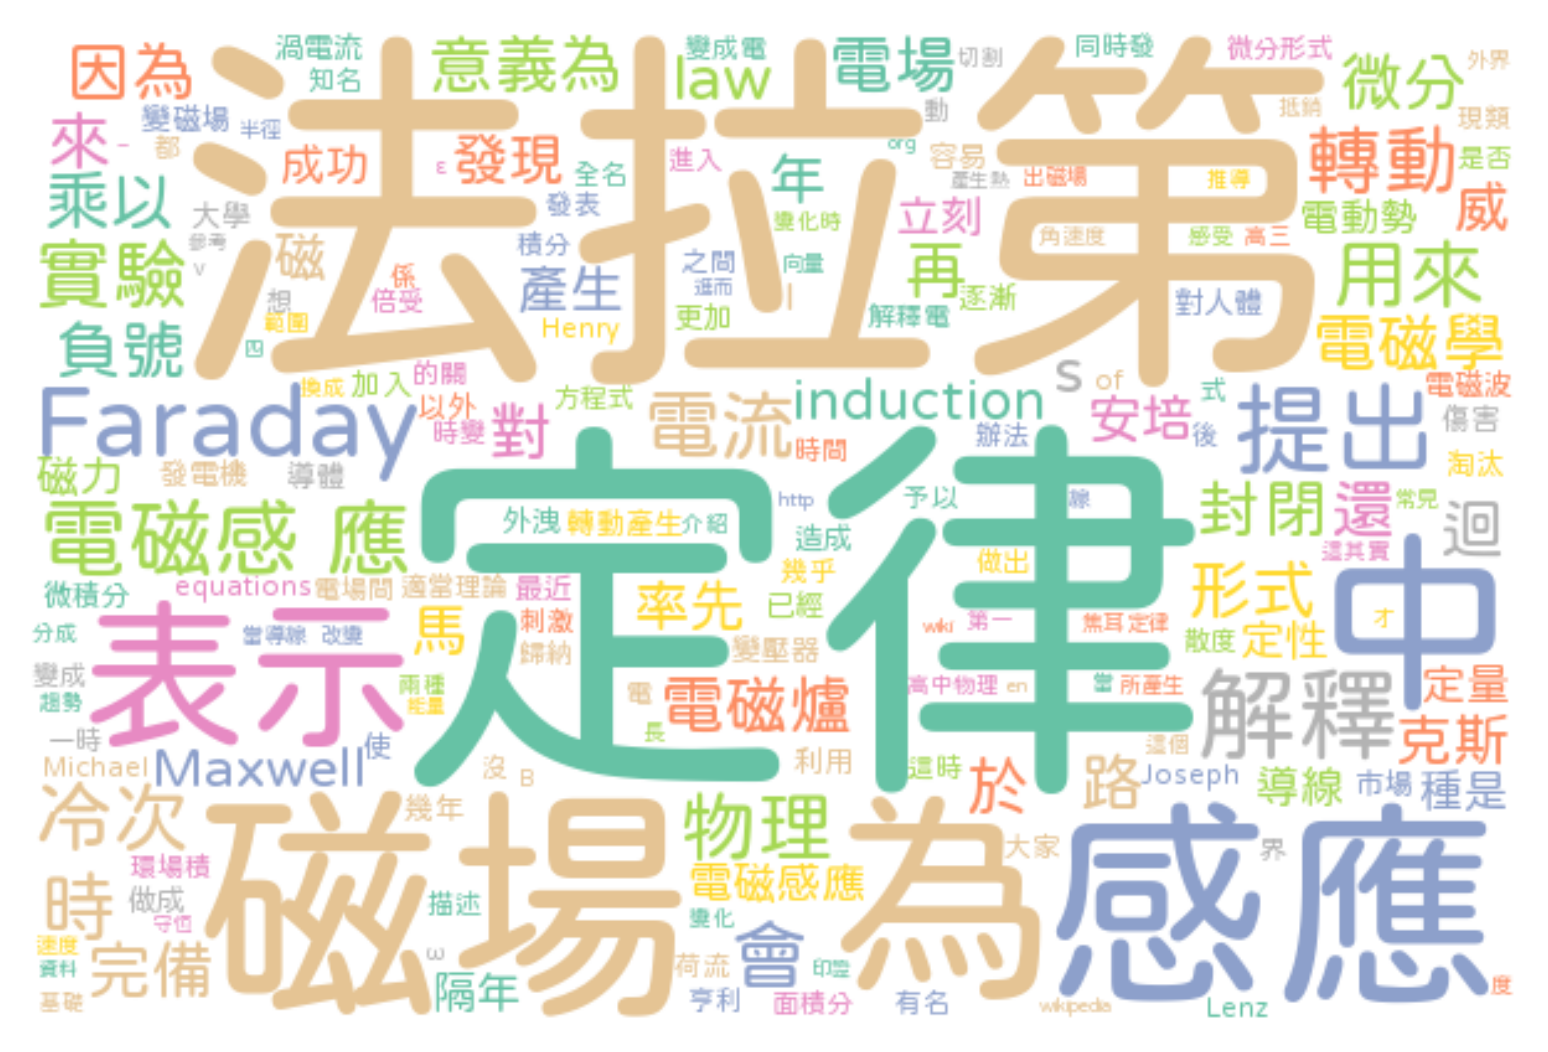 因為
渦電流
知名
意義為
變成電
law
電場
切割
同時發
微分形式
微分
外界
法拉第
動
抵銷
現類
變磁場
半徑
來
-
都
成功
ε
發現
全名
進入
年
org
容易
產生熱
出磁場
推導
轉動
是否
乘以
大學
參考
v
發表
變化時
立刻
角速度
感受
高三
電動勢
威
實驗
磁
係
倍受
積分
產生
之間
進而
向量
再
逐漸
對人體
用來
想
範圍
四
Henry
更加
l
解釋電
電磁學
負號
換成
加入
的關
方程式
s
of
式
電磁波
Faraday
以外
時變
對
電流
induction
時間
辦法
安培
後
提出
傷害
淘汰
磁力
發電機
導體
定律
http
予以
線
封閉
還
常見
迴
電磁感 應
外洩
轉動產生
介紹
造成
這其實
微積分
equations
電場間
適當理論
最近
率先
幾乎
已經
做出
形式
中
才
分成
當導線
改變
表示
馬
刺激
歸納
變壓器
wiki
第一
焦耳定律
散度
定性
變成
趨勢
兩種
能量
電
電磁爐
高中物理
en
當
所產生
解釋
定量
克斯
長
一時
使
Michael
Maxwell
沒
B
利用
這時
於
這個
路
Joseph
導線
市場
種是
冷次
幾年
磁場
物理
為
大家
感應
界
環場積
做成
守恆
時
描述
電磁感應
變化
會
速度
資料
完備
基礎
ω
隔年
荷流
印證
亨利
面積分
有名
wikipedia
Lenz
度